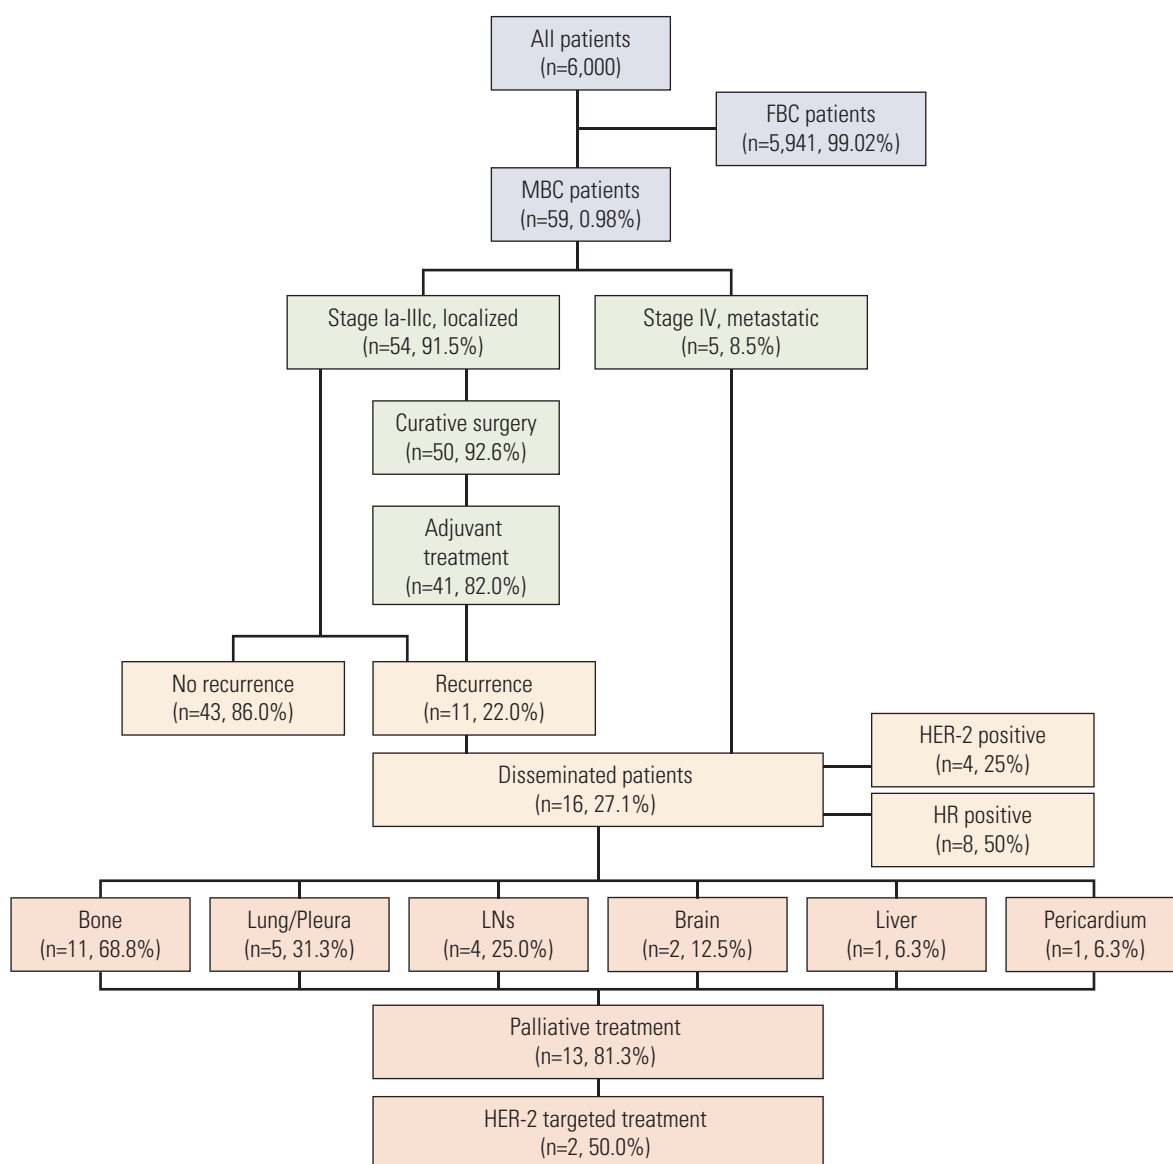 All patients
(n=6,000)
FBC patients
(n=5,941, 99.02%)
MBC patients
(n=59, 0.98%)
Stage Ia-IIIc, localized
(n=54, 91.5%)
Stage IV, metastatic
(n=5, 8.5%)
Curative surgery
(n=50, 92.6%)
Adjuvant
treatment
(n=41, 82.0%)
No recurrence
(n=43, 86.0%)
Recurrence
(n=11, 22.0%)
HER-2 positive
(n=4, 25%)
Disseminated patients
(n=16, 27.1%)
HR positive
(n=8, 50%)
Bone
(n=11, 68.8%)
Lung/Pleura
(n=5, 31.3%)
LNs
(n=4, 25.0%)
Brain
(n=2, 12.5%)
Liver
(n=1, 6.3%)
Pericardium
(n=1, 6.3%)
Palliative treatment
(n=13, 81.3%)
HER-2 targeted treatment
(n=2, 50.0%)